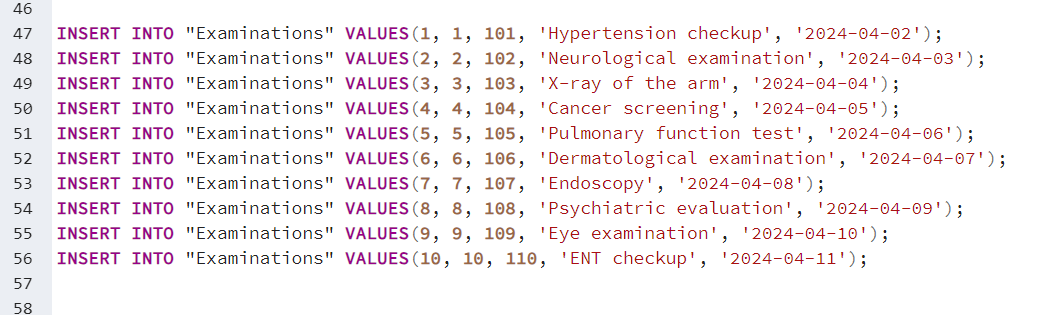 46
47 INSERT INTO "Examinations" VALUES(1, 1, 101, 'Hypertension checkup', '2024-04-02');
48 INSERT INTO "Examinations" VALUES(2, 2, 102, 'Neurological examination', '2024-04-03');
49 INSERT INTO "Examinations" VALUES(3, 3, 103, 'X-ray of the arm', '2024-04-04');
50 INSERT INTO "Examinations" VALUES(4, 4, 104, 'Cancer screening', '2024-04-05');
51 INSERT INTO "Examinations" VALUES(5, 5, 105, 'Pulmonary function test', '2024-04-06');
52 INSERT INTO "Examinations" VALUES(6, 6, 106, 'Dermatological examination', '2024-04-07');
53 INSERT INTO "Examinations" VALUES(7, 7, 107, 'Endoscopy', '2024-04-08');
54 INSERT INTO "Examinations" VALUES(8, 8, 108, 'Psychiatric evaluation', '2024-04-09');
55 INSERT INTO "Examinations" VALUES(9, 9, 109, 'Eye examination', '2024-04-10');
56 INSERT INTO "Examinations" VALUES(10, 10, 110, 'ENT checkup', '2024-04-11');
57
58